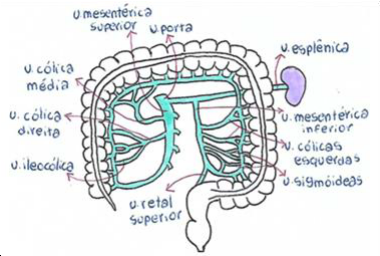 v. mesentérica
superior
v. porta
v. esplênica
v. cólica
média
v. cólica
direita
v. ileocólica
v. mesentérica
inferior
v. cólicas
esquerdas
v. sigmóideas
v. retal
superior